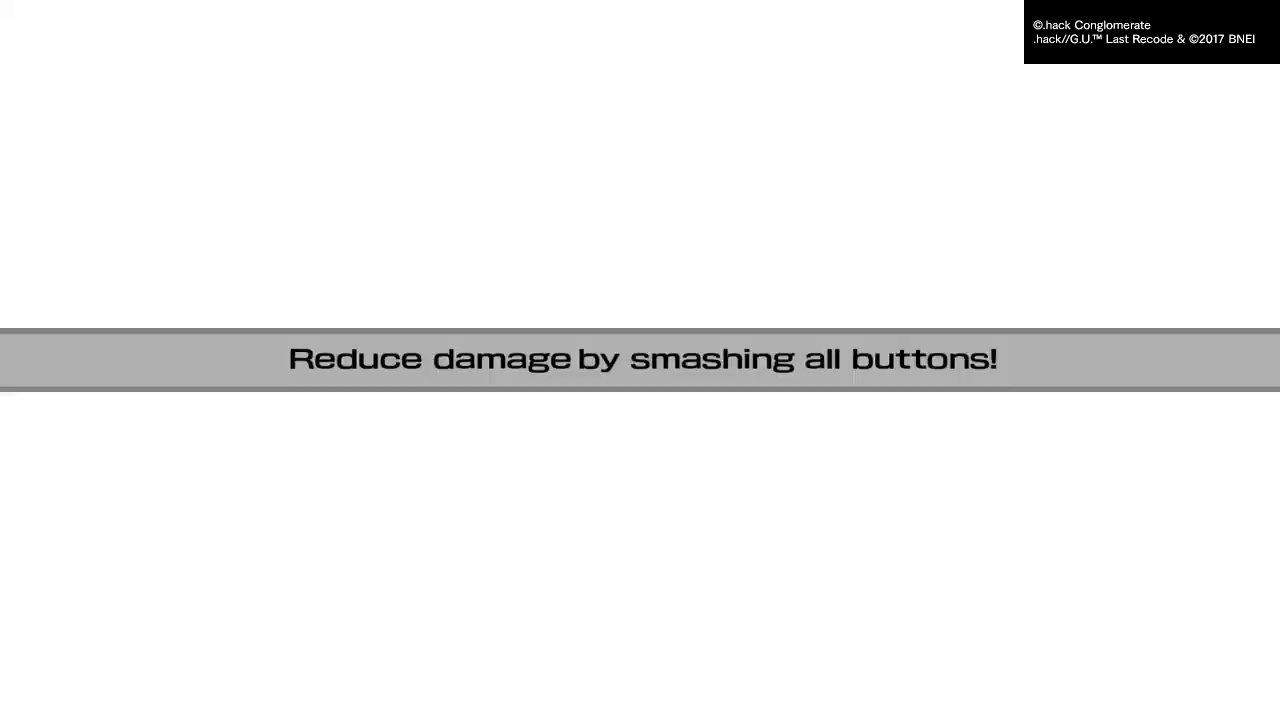 ©.hack Conglomerate
.hack//G.U.™ Last Recode & ©2017 BNEI
Reduce damage by smashing all buttons!